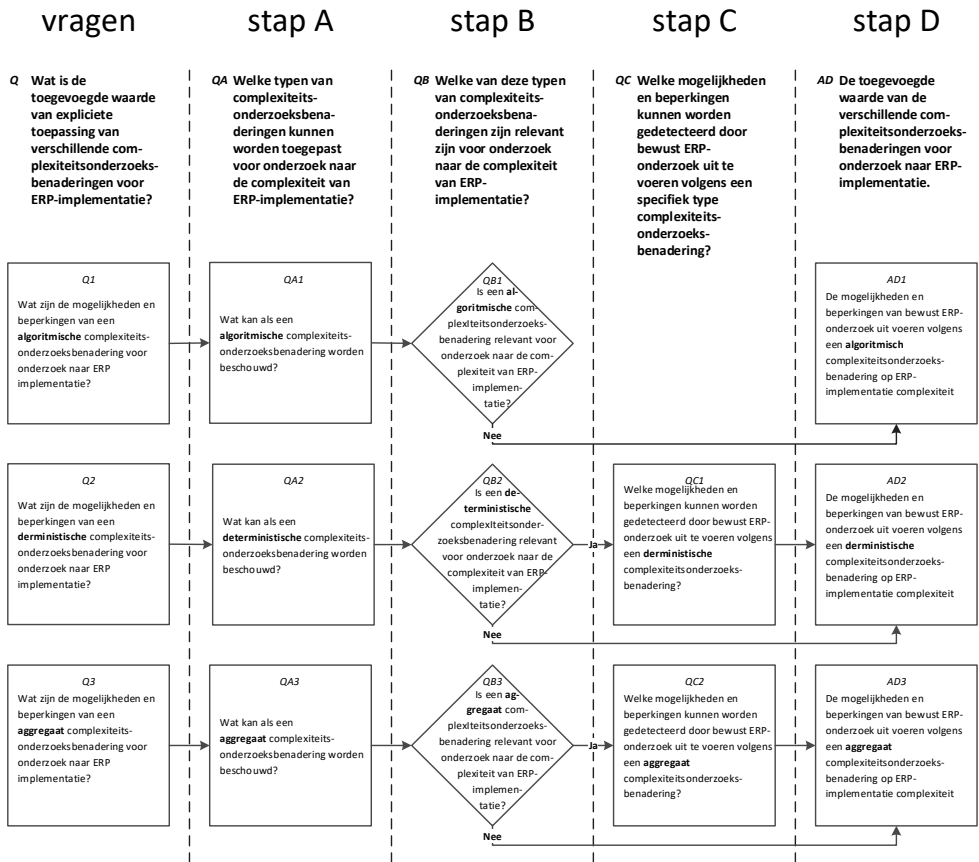 vragen
stap A
stap B
stap C
stap D
Q Wat is de
toegevoegde waarde
van expliciete
toepassing van
verschillende com-
plexiteitsonderzoeks-
benaderingen voor
ERP-implementatie?
QA Welke typen van
complexiteits-
onderzoeksbena-
deringen kunnen
worden toegepast
voor onderzoek naar
de complexiteit van
ERP-implementatie?
QB Welke van deze typen
van complexiteits-
onderzoeksbenade-
ringen zijn relevant
zijn voor onderzoek
naar de complexiteit
van ERP-
implementatie?
QC Welke mogelijkheden
en beperkingen
kunnen worden
gedetecteerd door
bewust ERP-
onderzoek uit te
voeren volgens een
specifiek type
complexiteits-
onderzoeks-
benadering?
AD De toegevoegde
waarde van de
verschillende com-
plexiteitsonderzoeks-
benaderingen voor
onderzoek naar ERP-
implementatie.
Q1
Wat zijn de mogelijkheden en
beperkingen van een
algoritmische complexiteits-
onderzoeksbenadering voor
onderzoek naar ERP
implementatie?
QA1
Wat kan als een
algoritmische complexiteits-
onderzoeksbenadering worden
beschouwd?
QB1
Is een al-
goritmische com-
plexIteitsonderzoeks-
benadering relevant voor
onderzoek naar de com-
plexiteit van ERP-
implemen-
tatie?
Nee
AD1
De mogelijkheden en
beperkingen van bewust ERP-
onderzoek uit voeren volgens
een algoritmisch
complexiteitsonderzoeks-
benadering op ERP-
implementatie complexiteit
Q2
Wat zijn de mogelijkheden en
beperkingen van een
derministische complexiteits-
onderzoeksbenadering voor
onderzoek naar ERP
implementatie?
QA2
Wat kan als een
deterministische complexiteits-
onderzoeksbenadering worden
beschouwd?
QB2
Is een de-
terministische
complexIteitsonder-
zoeksbenadering relevant
voor onderzoek naar de
complexiteit van ERP-
implemen-
tatie?
Ja
Nee
QC1
Welke mogelijkheden en
beperkingen kunnen worden
gedetecteerd door bewust ERP-
onderzoek uit te voeren volgens
een derministische
complexiteitsonderzoeks-
benadering?
AD2
De mogelijkheden en
beperkingen van bewust ERP-
onderzoek uit voeren volgens
een derministische
complexiteitsonderzoeks-
benadering op ERP-
implementatie complexiteit
Q3
Wat zijn de mogelijkheden en
beperkingen van een
aggregaat complexiteits-
onderzoeksbenadering voor
onderzoek naar ERP
implementatie?
QA3
Wat kan als een
aggregaat complexiteits-
onderzoeksbenadering worden
beschouwd?
QB3
Is een ag-
gregaat com-
plexIteitsonderzoeks-
benadering relevant voor
onderzoek naar de com-
plexiteit van ERP-
implemen-
tatie?
Ja
Nee
QC2
Welke mogelijkheden en
beperkingen kunnen worden
gedetecteerd door bewust ERP-
onderzoek uit te voeren volgens
een aggregaat
complexiteitsonderzoeks-
benadering?
AD3
De mogelijkheden en
beperkingen van bewust ERP-
onderzoek uit voeren volgens
een aggregaat
complexiteitsonderzoeks-
benadering op ERP-
implementatie complexiteit